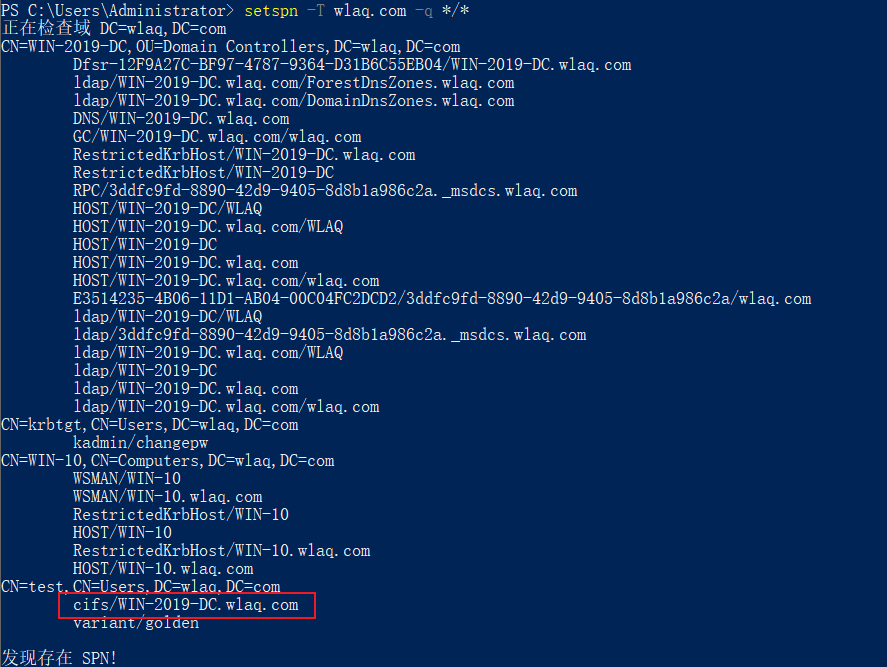 PS C:\Users\Administrator> setspn -T wlaq.com -q */*
正在检查域 DC=wlaq,DC=com
CN=WIN-2019-DC,OU=Domain Controllers,DC=wlaq,DC=com
Dfsr-12F9A27C-BF97-4787-9364-D31B6C55EB04/WIN-2019-DC.wlaq.com
ldap/WIN-2019-DC.wlaq.com/ForestDnsZones.wlaq.com
ldap/WIN-2019-DC.wlaq.com/DomainDnsZones.wlaq.com
DNS/WIN-2019-DC.wlaq.com
GC/WIN-2019-DC.wlaq.com/wlaq.com
RestrictedKrbHost/WIN-2019-DC.wlaq.com
RestrictedKrbHost/WIN-2019-DC
RPC/3ddfc9fd-8890-42d9-9405-8d8b1a986c2a._msdcs.wlaq.com
HOST/WIN-2019-DC/WLAQ
HOST/WIN-2019-DC.wlaq.com/WLAQ
HOST/WIN-2019-DC
HOST/WIN-2019-DC.wlaq.com
HOST/WIN-2019-DC.wlaq.com/wlaq.com
E3514235-4B06-11D1-AB04-00C04FC2DCD2/3ddfc9fd-8890-42d9-9405-8d8b1a986c2a/wlaq.com
ldap/WIN-2019-DC/WLAQ
ldap/3ddfc9fd-8890-42d9-9405-8d8b1a986c2a._msdcs.wlaq.com
ldap/WIN-2019-DC.wlaq.com/WLAQ
ldap/WIN-2019-DC
ldap/WIN-2019-DC.wlaq.com
ldap/WIN-2019-DC.wlaq.com/wlaq.com
CN=krbtgt,CN=Users,DC=wlaq,DC=com
kadmin/changepw
CN=WIN-10,CN=Computers,DC=wlaq,DC=com
WSMAN/WIN-10
WSMAN/WIN-10.wlaq.com
RestrictedKrbHost/WIN-10
HOST/WIN-10
RestrictedKrbHost/WIN-10.wlaq.com
HOST/WIN-10.wlaq.com
CN=test,CN=Users,DC=wlaq,DC=com
cifs/WIN-2019-DC.wlaq.com
variant/golden
发现存在 SPN!